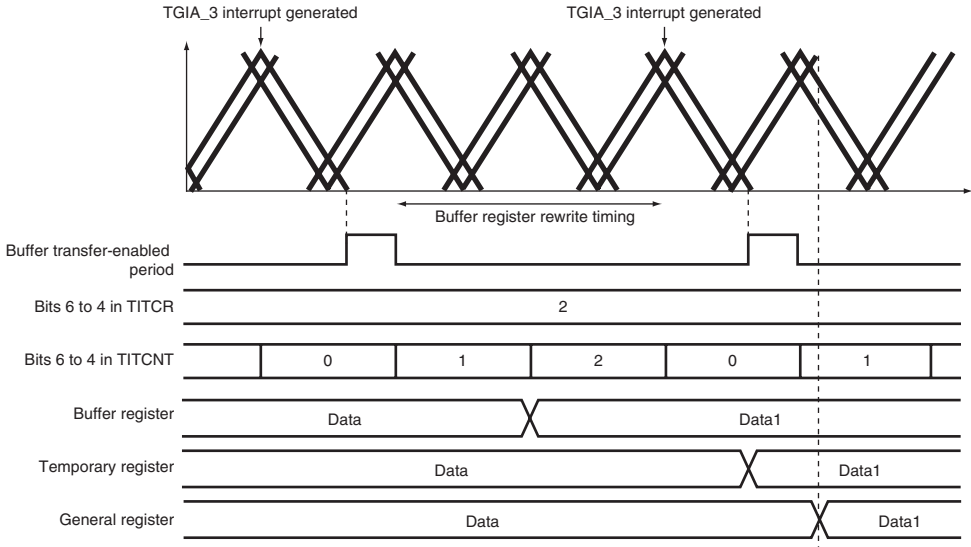 TGIA_3 interrupt generated
TGIA_3 interrupt generated
Buffer register rewrite timing
Buffer transfer-enabled
period
Bits 6 to 4 in TITCR
2
Bits 6 to 4 in TITCNT
0
1
2
0
1
Buffer register
Data
Data1
Temporary register
Data
Data1
General register
Data
Data1